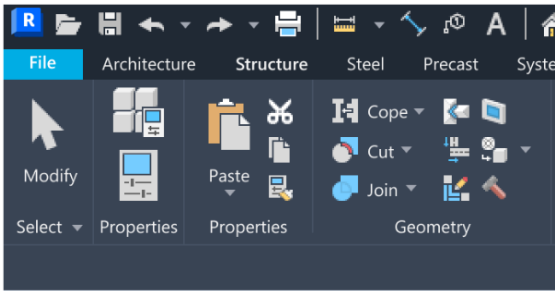 R A
File Architecture Structure Steel Precast Syste
Cope
Cut
Modify Paste Join
Select Properties Properties Geometry